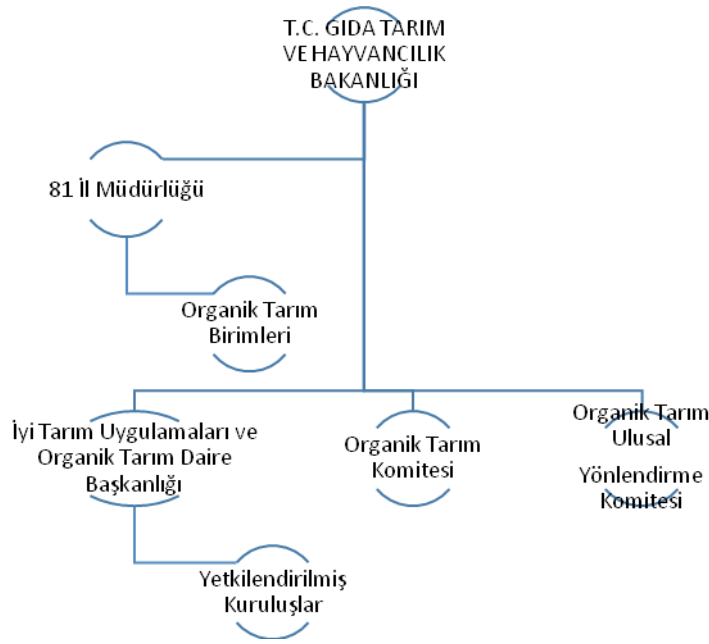 T.C. GIDA TARIM
VE HAYVANCILIK
BAKANLIĞI
81 İl Müdürlüğü
Organik Tarım
Birimleri
İyi Tarım Uygulamaları ve
Organik Tarım Daire
Başkanlığı
Organik Tarım
Komitesi
Organik Tarım
Ulusal
Yönlendirme
Komitesi
Yetkilendirilmiş
Kuruluşlar